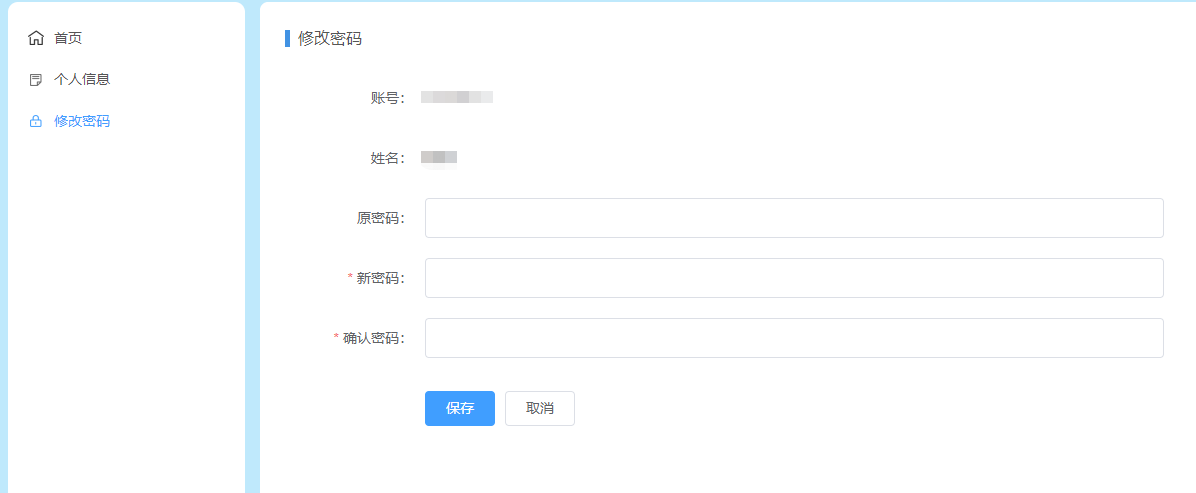 首页
个人信息
修改密码
修改密码
账号：
姓名：
原密码：
* 新密码：
* 确认密码：
保存 取消